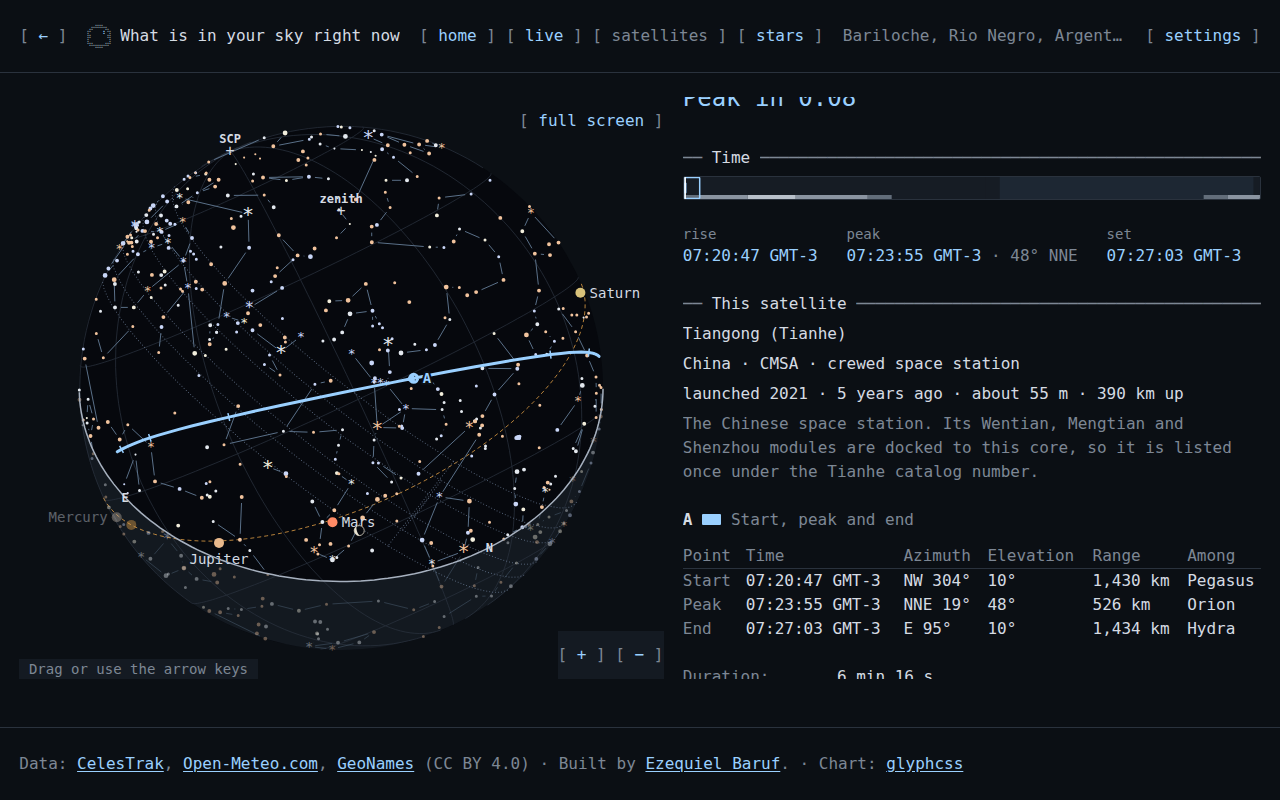 [ ← ] What is in your sky right now [ home ] [ live ] [ satellites ] [ stars ] Bariloche, Rio Negro, Argent… [ settings ]
[ full screen ]
SCP
zenith
Saturn
A
E
Mercury
Mars
Jupiter
N
[ + ] [ − ]
Drag or use the arrow keys
Peak in 0:08
Time
rise peak set
07:20:47 GMT-3 07:23:55 GMT-3 · 48° NNE 07:27:03 GMT-3
This satellite
Tiangong (Tianhe)
China · CMSA · crewed space station
launched 2021 · 5 years ago · about 55 m · 390 km up
The Chinese space station. Its Wentian, Mengtian and
Shenzhou modules are docked to this core, so it is listed
once under the Tianhe catalog number.
A Start, peak and end
Point Time Azimuth Elevation Range Among
Start 07:20:47 GMT-3 NW 304° 10° 1,430 km Pegasus
Peak 07:23:55 GMT-3 NNE 19° 48° 526 km Orion
End 07:27:03 GMT-3 E 95° 10° 1,434 km Hydra
Duration: 6 min 16 s
Data: CelesTrak, Open-Meteo.com, GeoNames (CC BY 4.0) · Built by Ezequiel Baruf. · Chart: glyphcss